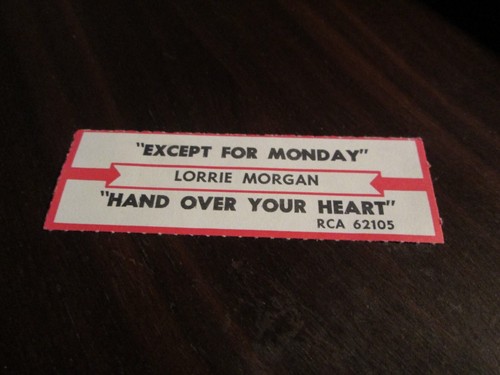 "EXCEPT FOR MONDAY"
LORRIE MORGAN
"HAND OVER YOUR HEART"
RCA 62105